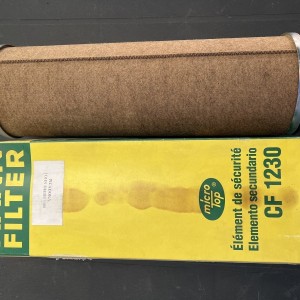 FILTER
micro
Top
®
Élément de sécurité
Elemento secundario
CF 1230